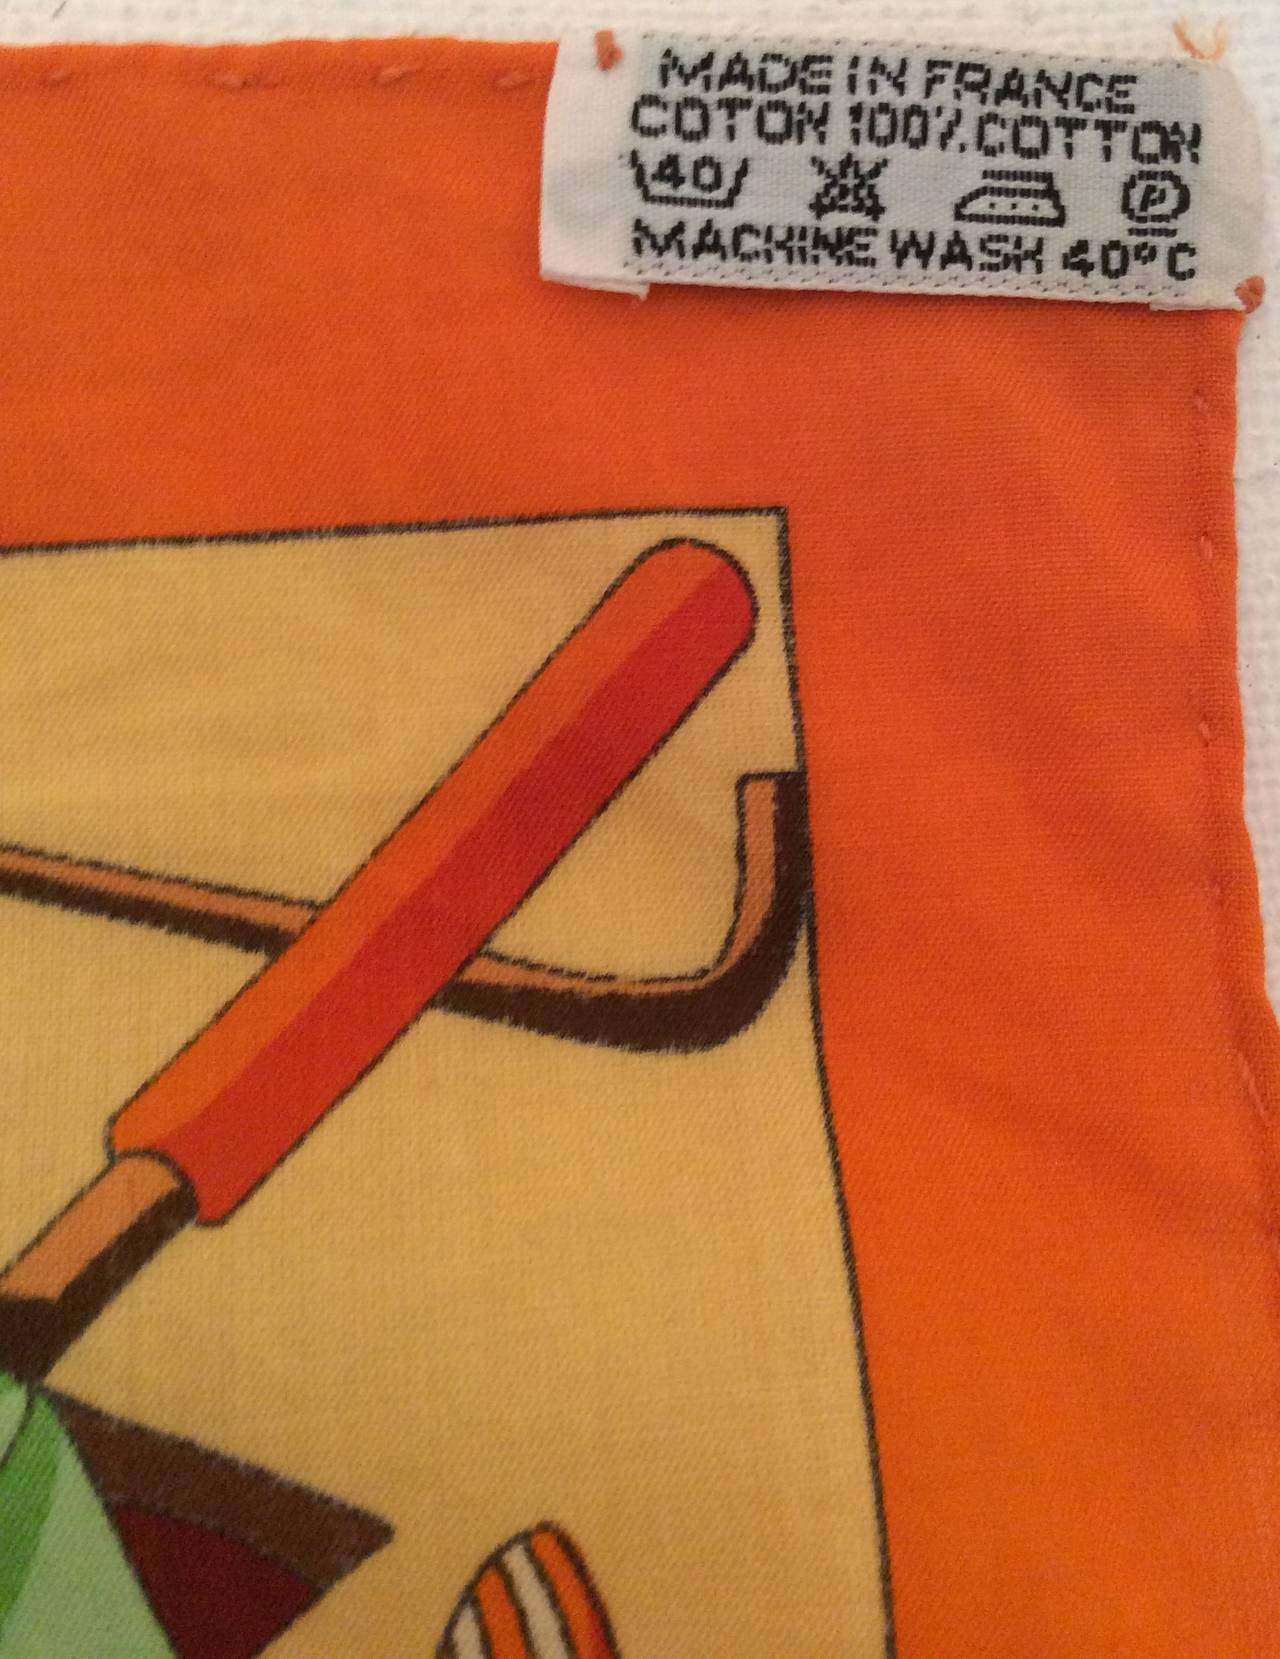 MADE IN FRANCE
COTON 100% COTTON
40 P
MACHINE WASH 40°C